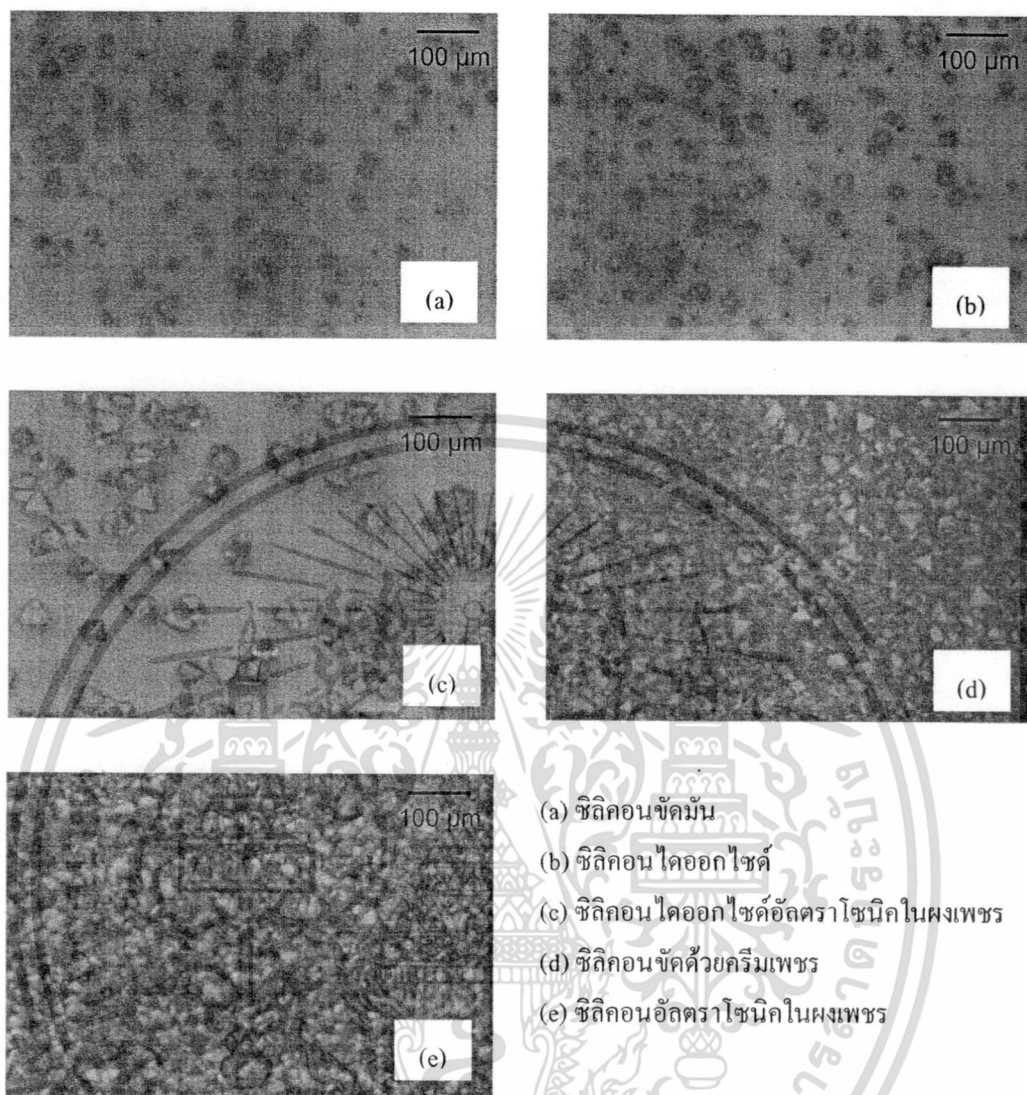 100 µm
(a)
100 µm
(b)
100 µm
(c)
100 µm
(d)
100 µm
(e)
(a) ซิลิคอนขัดมัน
(b) ซิลิคอนไดออกไซด์
(c) ซิลิคอนไดออกไซด์อัลตราโซนิคในผงเพชร
(d) ซิลิคอนขัดด้วยครีมเพชร
(e) ซิลิคอนอัลตราโซนิคในผงเพชร